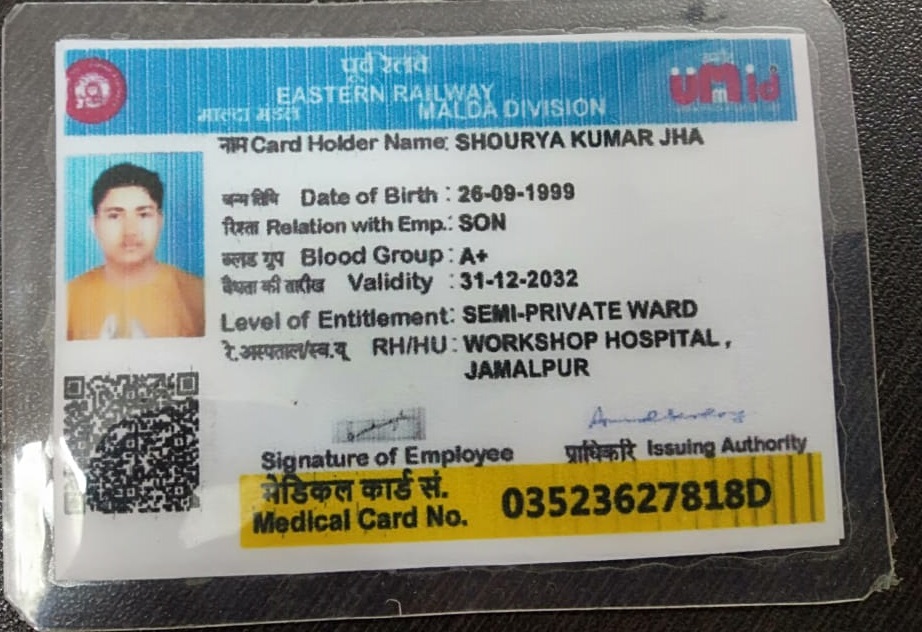 पूर्व रेलवे
EASTERN RAILWAY
माल्दा मंडल MALDA DIVISION
UMid
नाम Card Holder Name: SHOURYA KUMAR JHA
जन्म तिथि Date of Birth : 26-09-1999
रिश्ता Relation with Emp.: SON
ब्लड ग्रुप Blood Group : A+
वैधता की तारीख Validity : 31-12-2032
Level of Entitlement: SEMI-PRIVATE WARD
रे.अस्पताल/स्व.यू RH/HU : WORKSHOP HOSPITAL,
JAMALPUR
Signature of Employee
प्राधिकारि Issuing Authority
मेडिकल कार्ड सं.
Medical Card No. 03523627818D